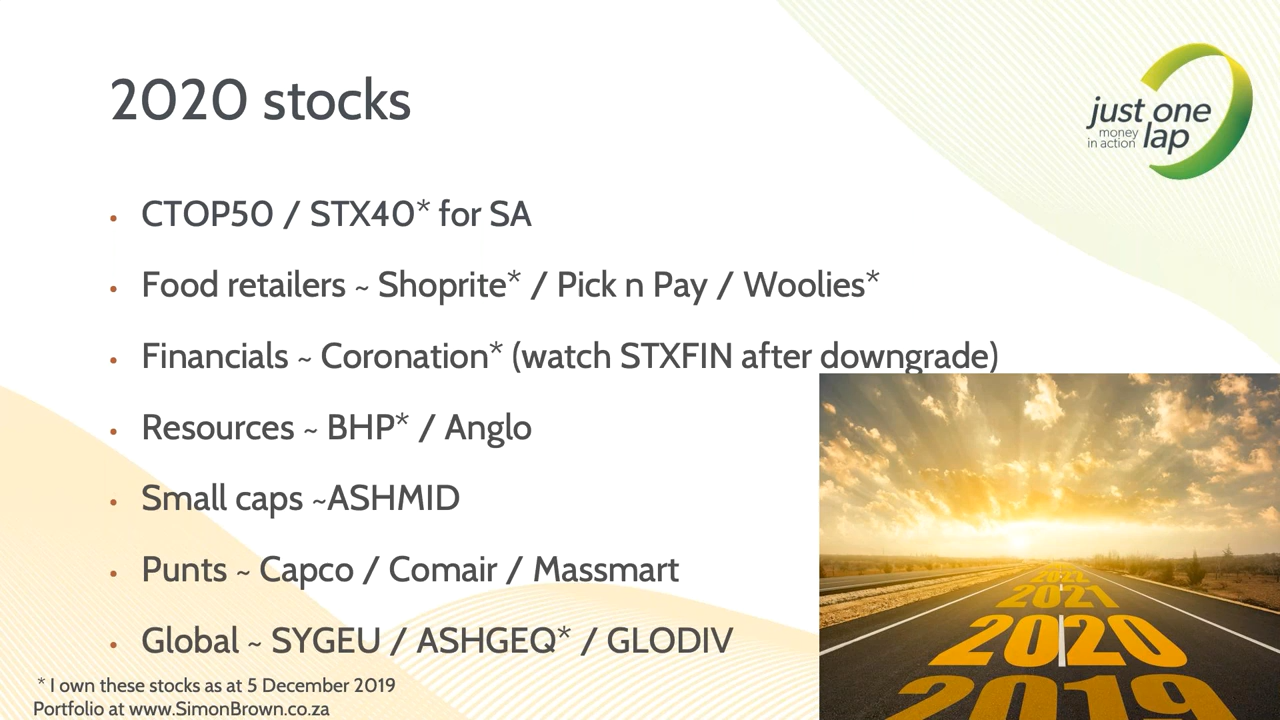 2020 stocks
just one
money
in action lap
• CTOP50 / STX40* for SA
• Food retailers ~ Shoprite* / Pick n Pay / Woolies*
• Financials ~ Coronation* (watch STXFIN after downgrade)
• Resources ~ BHP* / Anglo
• Small caps ~ASHMID
• Punts ~ Capco / Comair / Massmart
• Global ~ SYGEU / ASHGEQ* / GLODIV
2022
2021
2020
2019
* I own these stocks as at 5 December 2019
Portfolio at www.SimonBrown.co.za